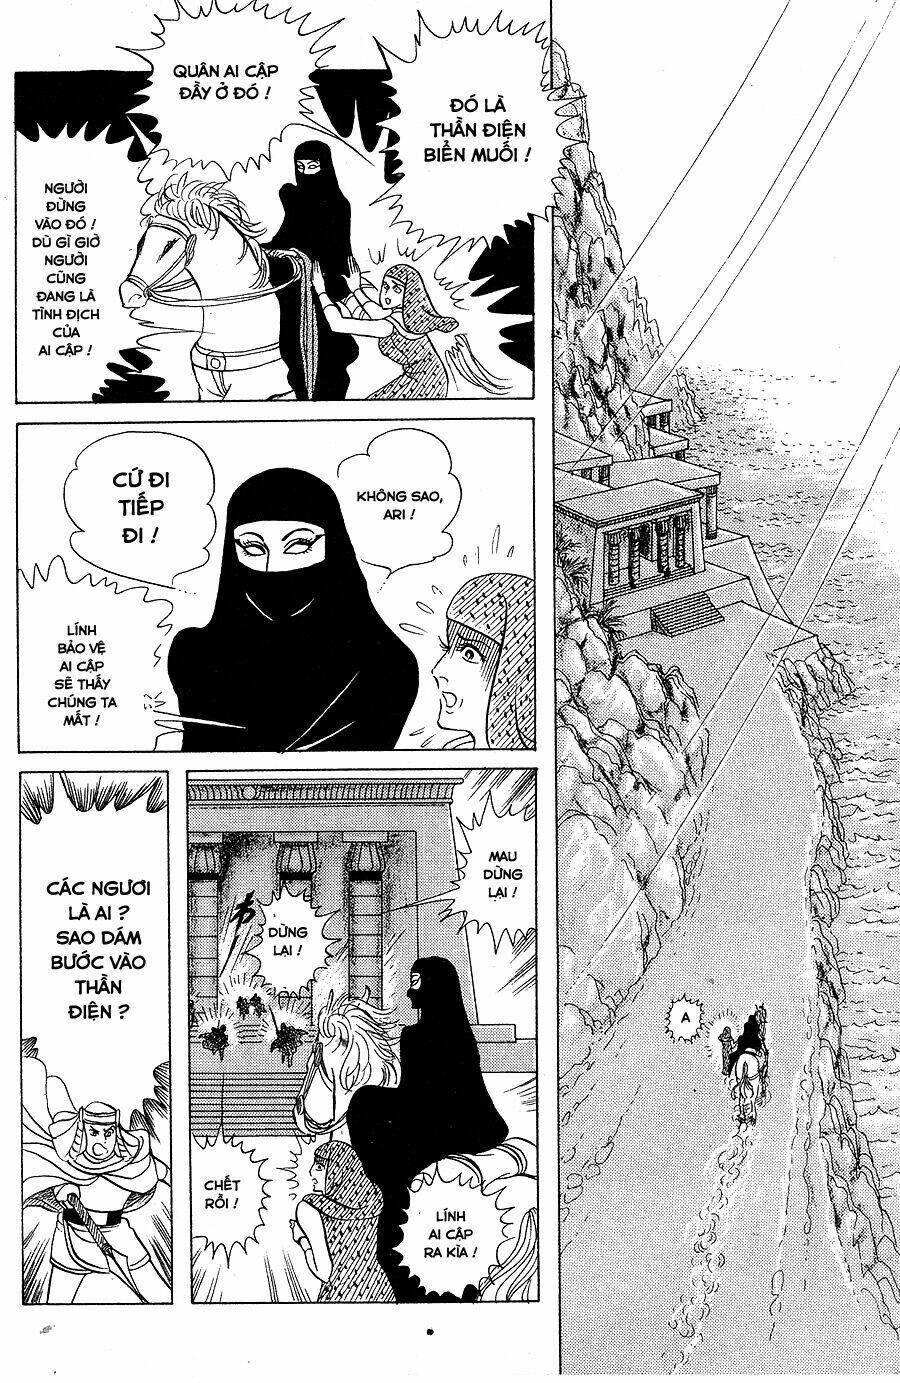 A
ĐÓ LÀ
THẦN ĐIỆN
BIỂN MUỐI !
QUÂN AI CẬP
ĐẦY Ở ĐÓ !
NGƯỜI
ĐỪNG
VÀO ĐÓ !
DÙ GÌ GIỜ
NGƯỜI
CŨNG
ĐANG LÀ
TÌNH ĐỊCH
CỦA
AI CẬP !
KHÔNG SAO,
ARI !
CỨ ĐI
TIẾP
ĐI !
LÍNH
BẢO VỆ
AI CẬP
SẼ THẤY
CHÚNG TA
MẤT !
MAU
DỪNG
LẠI !
DỪNG
LẠI !
CHẾT
RỒI !
LÍNH
AI CẬP
RA KÌA !
CÁC NGƯƠI
LÀ AI ?
SAO DÁM
BƯỚC VÀO
THẦN
ĐIỆN ?